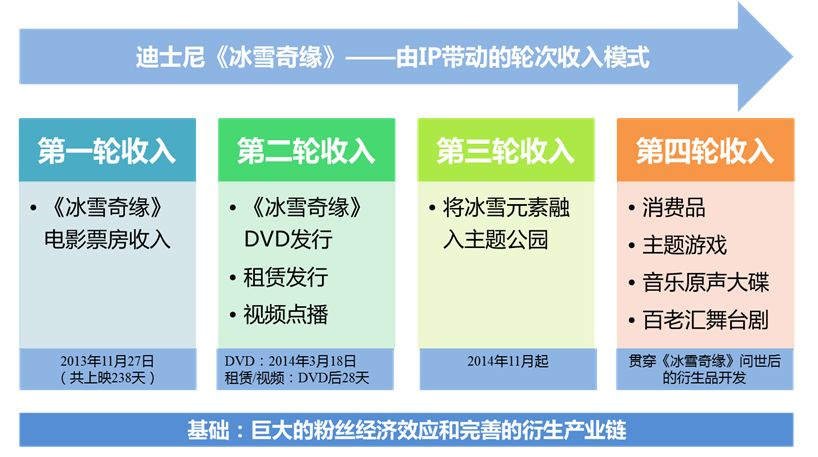 迪士尼《冰雪奇缘》——由IP带动的轮次收入模式
第一轮收入
• 《冰雪奇缘》
电影票房收入
2013年11月27日
（共上映238天）
第二轮收入
• 《冰雪奇缘》
DVD发行
• 租赁发行
• 视频点播
DVD：2014年3月18日
租赁/视频：DVD后28天
第三轮收入
• 将冰雪元素融
入主题公园
2014年11月起
第四轮收入
• 消费品
• 主题游戏
• 音乐原声大碟
• 百老汇舞台剧
贯穿《冰雪奇缘》问世后
的衍生品开发
基础：巨大的粉丝经济效应和完善的衍生产业链